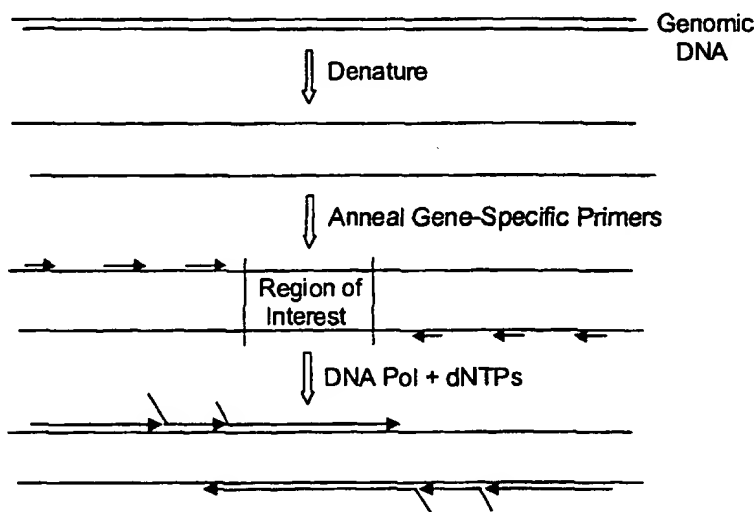 Genomic
DNA
Denature
Anneal Gene-Specific Primers
Region of
Interest
DNA Pol + dNTPs